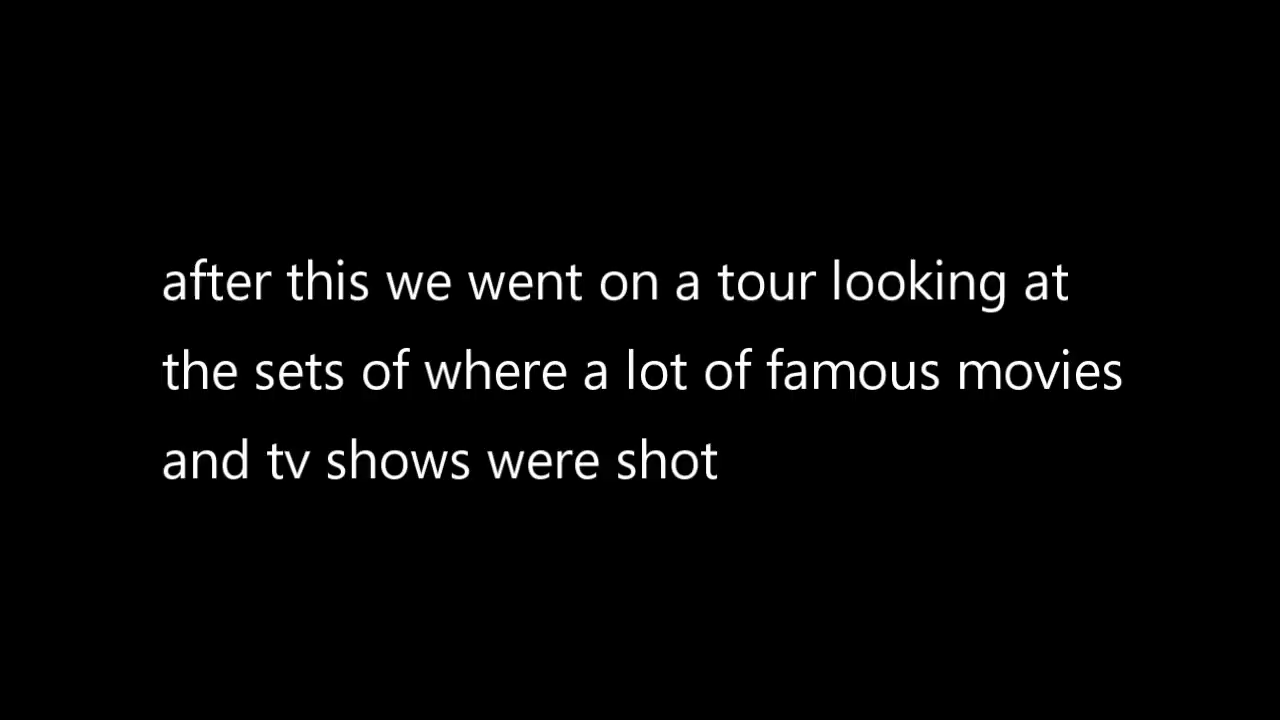 after this we went on a tour looking at
the sets of where a lot of famous movies
and tv shows were shot